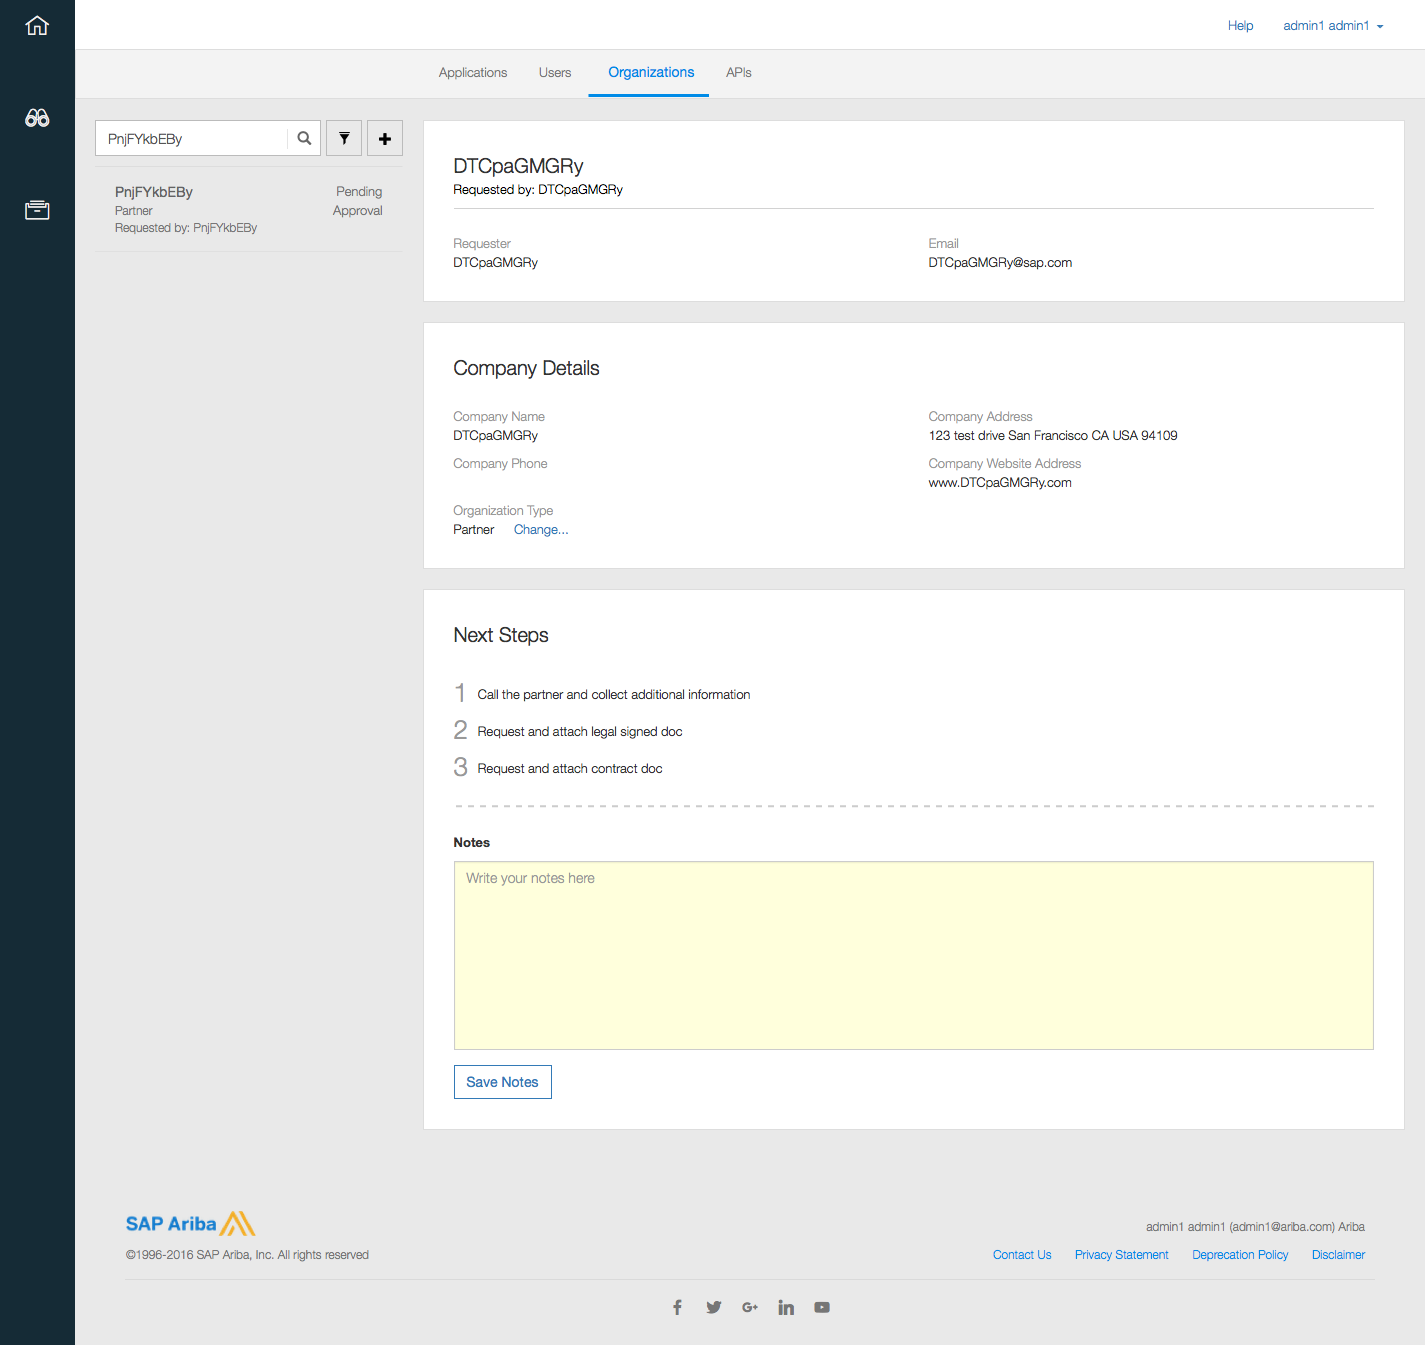 Help admin1 admin1
Applications Users Organizations APIs
PnjFYkbEBy
PnjFYkbEBy Pending
Partner Approval
Requested by: PnjFYkbEBy
DTCpaGMGRy
Requested by: DTCpaGMGRy
Requester Email
DTCpaGMGRy DTCpaGMGRy@sap.com
Company Details
Company Name Company Address
DTCpaGMGRy 123 test drive San Francisco CA USA 94109
Company Phone Company Website Address
www.DTCpaGMGRy.com
Organization Type
Partner Change...
Next Steps
1 Call the partner and collect additional information
2 Request and attach legal signed doc
3 Request and attach contract doc
Notes
Write your notes here
Save Notes
SAP Ariba
admin1 admin1 (admin1@ariba.com) Ariba
©1996-2016 SAP Ariba, Inc. All rights reserved
Contact Us Privacy Statement Deprecation Policy Disclaimer